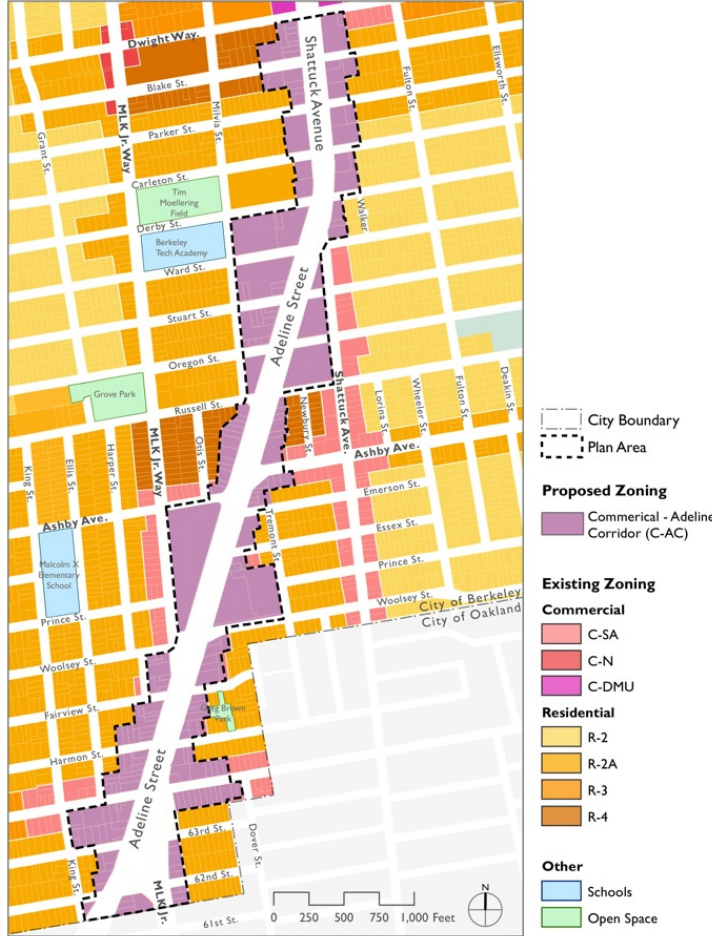 Dwight Way.
Shattuck Avenue
Ellsworth St.
Fulton St.
Blake St.
MLK Jr. Way
Milvia St.
Grant St.
Parker St.
Carleton St.
Tim
Moellering
Field
Derby St.
Walker
Berkeley
Tech Academy
Ward St.
Adeline Street
Stuart St.
Oregon St.
Grove Park
Russell St.
Shattuck Ave.
Lorina St.
Wheeler St.
Fulton St.
Deakin St.
Newbury St.
King St.
Ellis St.
Harper St.
MLK Jr. Way
Otis St.
Ashby Ave.
Emerson St.
Ashby Ave.
Tremont St.
Essex St.
Malcolm X
Elementary
School
Prince St.
Prince St.
Woolsey St.
City of Berkeley
City of Oakland
Woolsey St.
Fairview St.
Greg Brown
Park
Harmon St.
Adeline Street
63rd St.
Dover St.
King St.
62nd St.
MLK Jr.
61st St.
0 250 500 750 1,000 Feet
N
City Boundary
Plan Area
Proposed Zoning
Commerical - Adeline
Corridor (C-AC)
Existing Zoning
Commercial
C-SA
C-N
C-DMU
Residential
R-2
R-2A
R-3
R-4
Other
Schools
Open Space